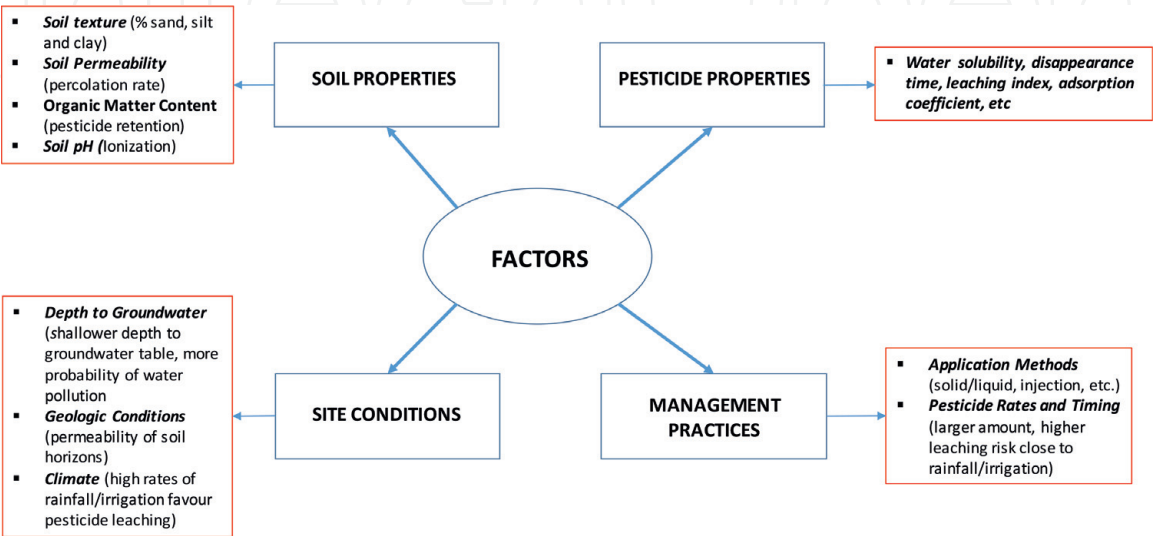 ▪ Soil texture (% sand, silt
and clay)
▪ Soil Permeability
(percolation rate)
▪ Organic Matter Content
(pesticide retention)
▪ Soil pH (Ionization)
SOIL PROPERTIES
PESTICIDE PROPERTIES
▪ Water solubility, disappearance
time, leaching index, adsorption
coefficient, etc
FACTORS
▪ Depth to Groundwater
(shallower depth to
groundwater table, more
probability of water
pollution
▪ Geologic Conditions
(permeability of soil
horizons)
▪ Climate (high rates of
rainfall/irrigation favour
pesticide leaching)
SITE CONDITIONS
MANAGEMENT
PRACTICES
▪ Application Methods
(solid/liquid, injection, etc.)
▪ Pesticide Rates and Timing
(larger amount, higher
leaching risk close to
rainfall/irrigation)